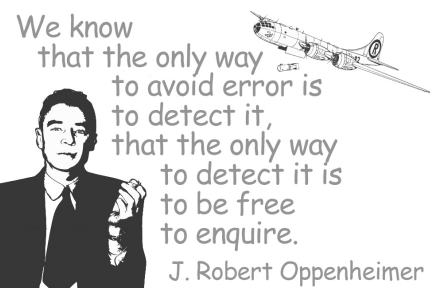 We know
that the only way
to avoid error is
to detect it,
that the only way
to detect it is
to be free
to enquire.
J. Robert Oppenheimer